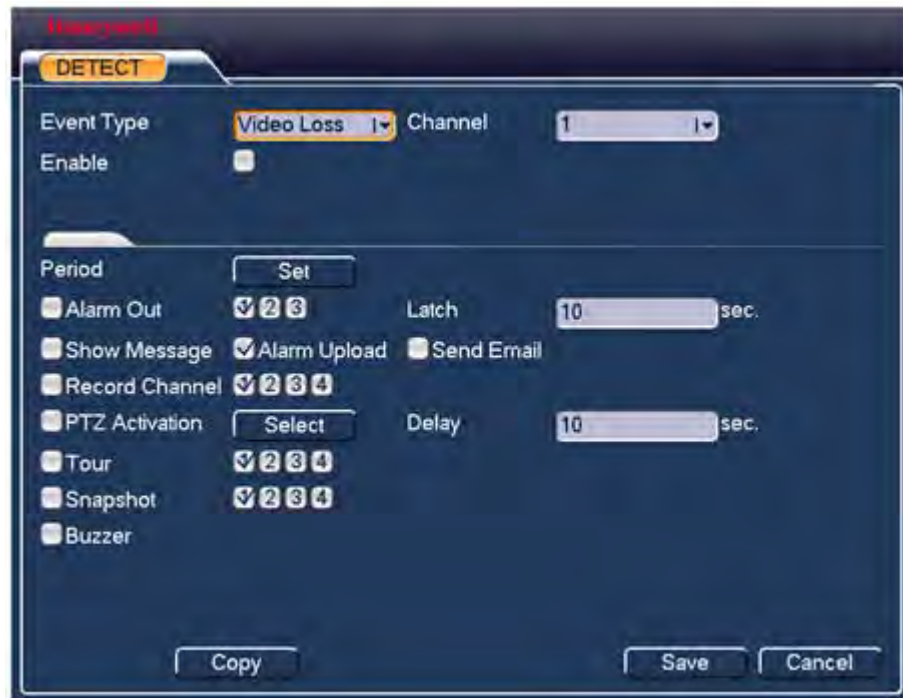 Honeywell
DETECT
Event Type Video Loss Channel 1
Enable
Period Set
Alarm Out 2 3 Latch 10 sec.
Show Message Alarm Upload Send Email
Record Channel 2 3 4
PTZ Activation Select Delay 10 sec.
Tour 2 3 4
Snapshot 2 3 4
Buzzer
Copy Save Cancel